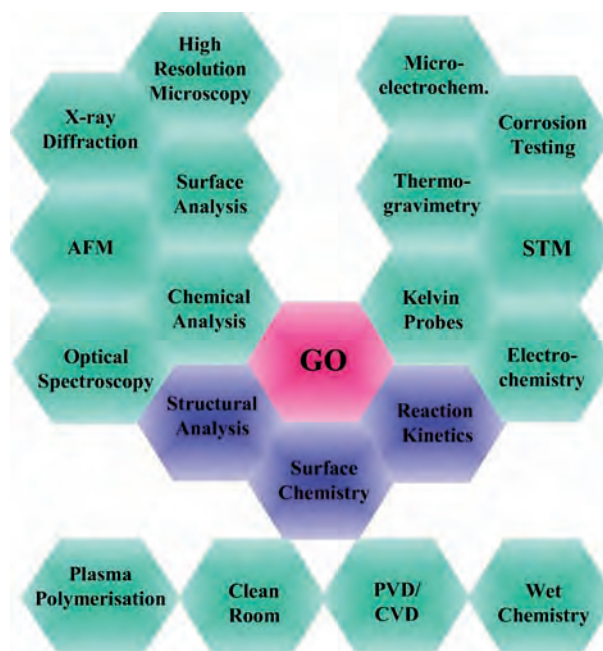 High
Resolution
Microscopy
X-ray
Diffraction
Surface
Analysis
AFM
Chemical
Analysis
Optical
Spectroscopy
Structural
Analysis
GO
Surface
Chemistry
Reaction
Kinetics
Micro-
electrochem.
Corrosion
Testing
Thermo-
gravimetry
STM
Kelvin
Probes
Electro-
chemistry
Plasma
Polymerisation
Clean
Room
PVD/
CVD
Wet
Chemistry